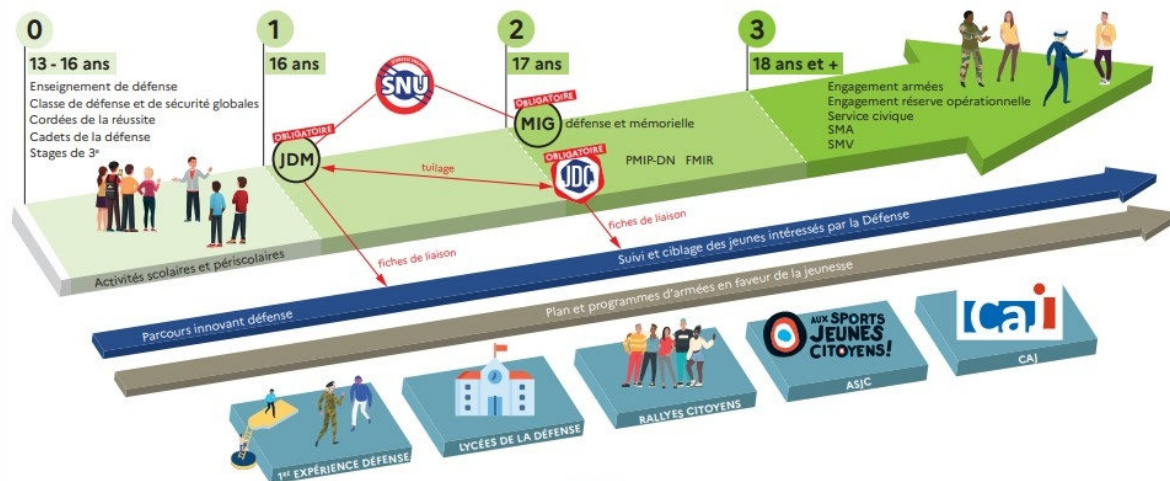 0
13 - 16 ans
Enseignement de défense
Classe de défense et de sécurité globales
Cordées de la réussite
Cadets de la défense
Stages de 3e
Activités scolaires et périscolaires
1
16 ans
SNU
OBLIGATOIRE
JDM
tuilage
fiches de liaison
2
17 ans
OBLIGATOIRE
MIG
défense et mémorielle
OBLIGATOIRE
JDC
PMIP-DN FMIR
fiches de liaison
3
18 ans et +
Engagement armées
Engagement réserve opérationnelle
Service civique
SMA
SMV
Parcours innovant défense
Suivi et ciblage des jeunes intéressés par la Défense
Plan et programmes d'armées en faveur de la jeunesse
1re EXPÉRIENCE DÉFENSE
LYCÉES DE LA DÉFENSE
RALLYES CITOYENS
AUX SPORTS
JEUNES
CITOYENS!
ASJC
caj
CAJ